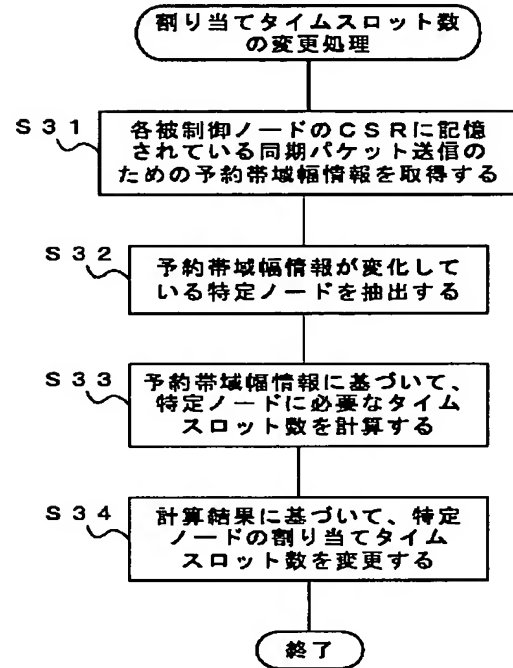 割り当てタイムスロット数
の変更処理
S31
各被制御ノードのCSRに記憶
されている同期パケット送信の
ための予約帯域幅情報を取得する
S32
予約帯域幅情報が変化して
いる特定ノードを抽出する
S33
予約帯域幅情報に基づいて、
特定ノードに必要なタイム
スロット数を計算する
S34
計算結果に基づいて、特定
ノードの割り当てタイム
スロット数を変更する
終了